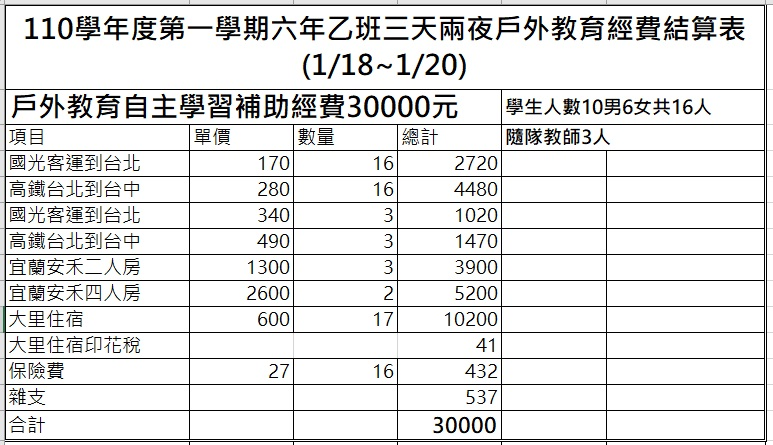 110學年度第一學期六年乙班三天兩夜戶外教育經費結算表
(1/18~1/20)
戶外教育自主學習補助經費30000元 學生人數10男6女共16人
項目 單價 數量 總計 隨隊教師3人
國光客運到台北 170 16 2720
高鐵台北到台中 280 16 4480
國光客運到台北 340 3 1020
高鐵台北到台中 490 3 1470
宜蘭安禾二人房 1300 3 3900
宜蘭安禾四人房 2600 2 5200
大里住宿 600 17 10200
大里住宿印花稅 41
保險費 27 16 432
雜支 537
合計 30000